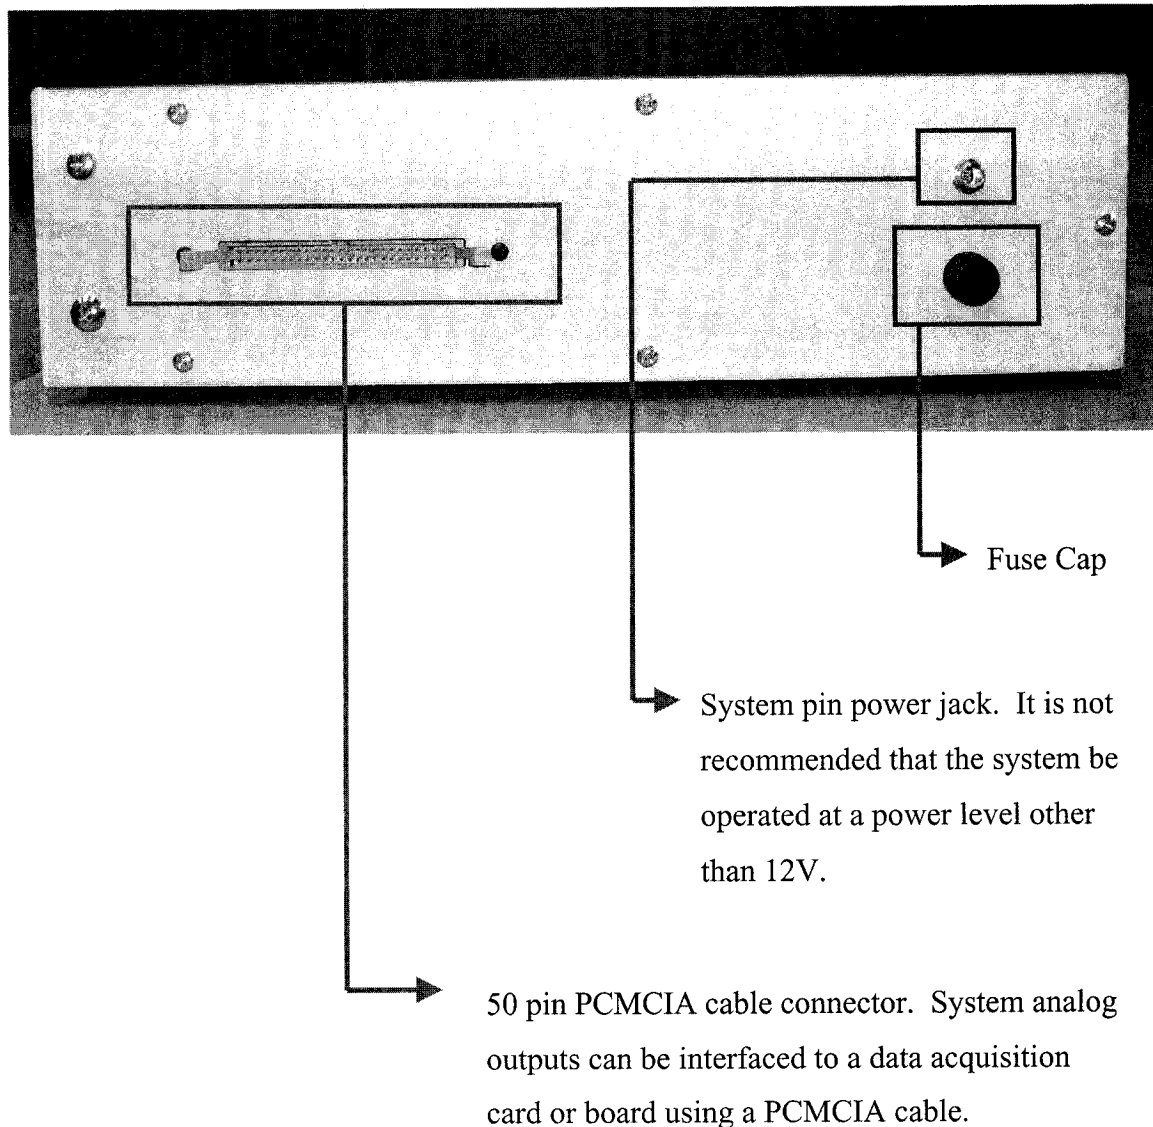 Fuse Cap
System pin power jack.  It is not
recommended that the system be
operated at a power level other
than 12V.
50 pin PCMCIA cable connector.  System analog
outputs can be interfaced to a data acquisition
card or board using a PCMCIA cable.